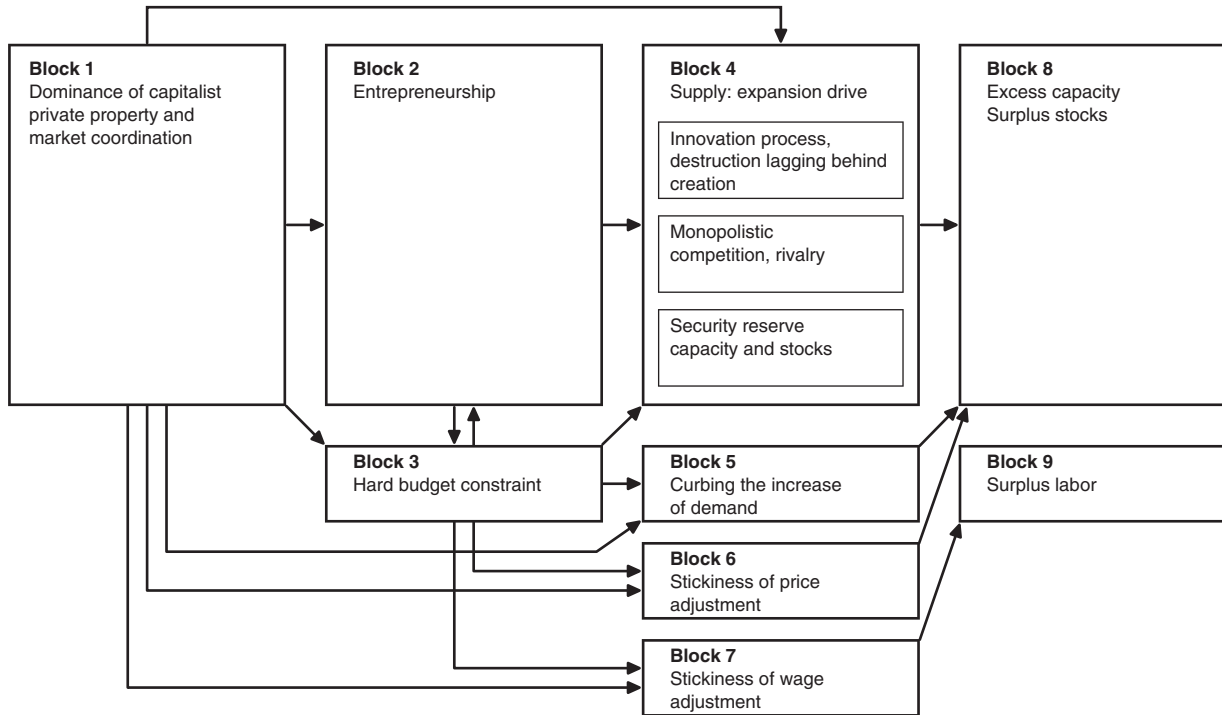 Block 1
Dominance of capitalist
private property and
market coordination
Block 2
Entrepreneurship
Block 3
Hard budget constraint
Block 4
Supply: expansion drive
Innovation process,
destruction lagging behind
creation
Monopolistic
competition, rivalry
Security reserve
capacity and stocks
Block 5
Curbing the increase
of demand
Block 6
Stickiness of price
adjustment
Block 7
Stickiness of wage
adjustment
Block 8
Excess capacity
Surplus stocks
Block 9
Surplus labor